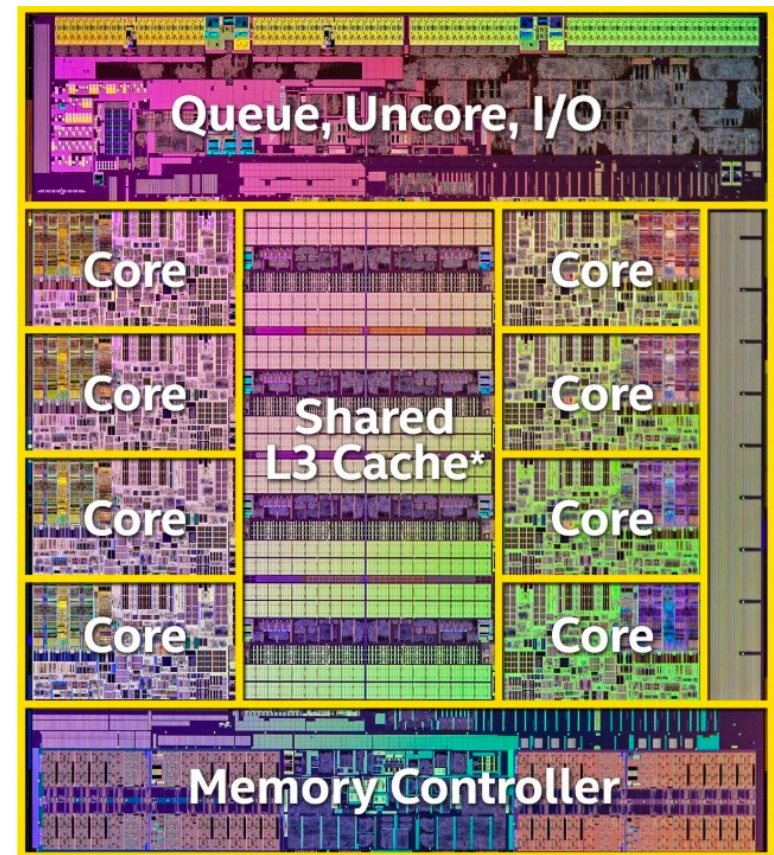 Queue, Uncore, I/O
Core
Core
Core
Core
Shared
L3 Cache*
Core
Core
Core
Core
Memory Controller